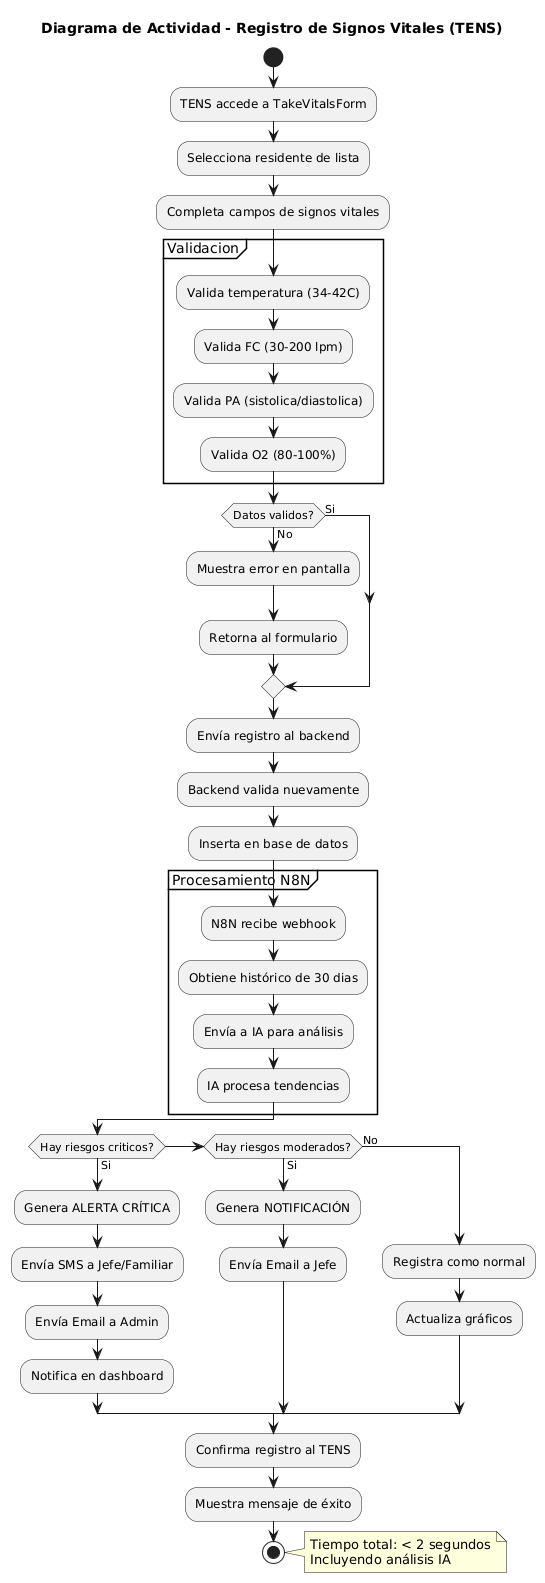 Diagrama de Actividad - Registro de Signos Vitales (TENS)
TENS accede a TakeVitalsForm
Selecciona residente de lista
Completa campos de signos vitales
Validacion
Valida temperatura (34-42C)
Valida FC (30-200 lpm)
Valida PA (sistolica/diastolica)
Valida O2 (80-100%)
Datos validos?
Si
No
Muestra error en pantalla
Retorna al formulario
Envía registro al backend
Backend valida nuevamente
Inserta en base de datos
Procesamiento N8N
N8N recibe webhook
Obtiene histórico de 30 dias
Envía a IA para análisis
IA procesa tendencias
Hay riesgos criticos?
Si
Genera ALERTA CRÍTICA
Envía SMS a Jefe/Familiar
Envía Email a Admin
Notifica en dashboard
Hay riesgos moderados?
Si
Genera NOTIFICACIÓN
Envía Email a Jefe
No
Registra como normal
Actualiza gráficos
Confirma registro al TENS
Muestra mensaje de éxito
Tiempo total: < 2 segundos
Incluyendo análisis IA